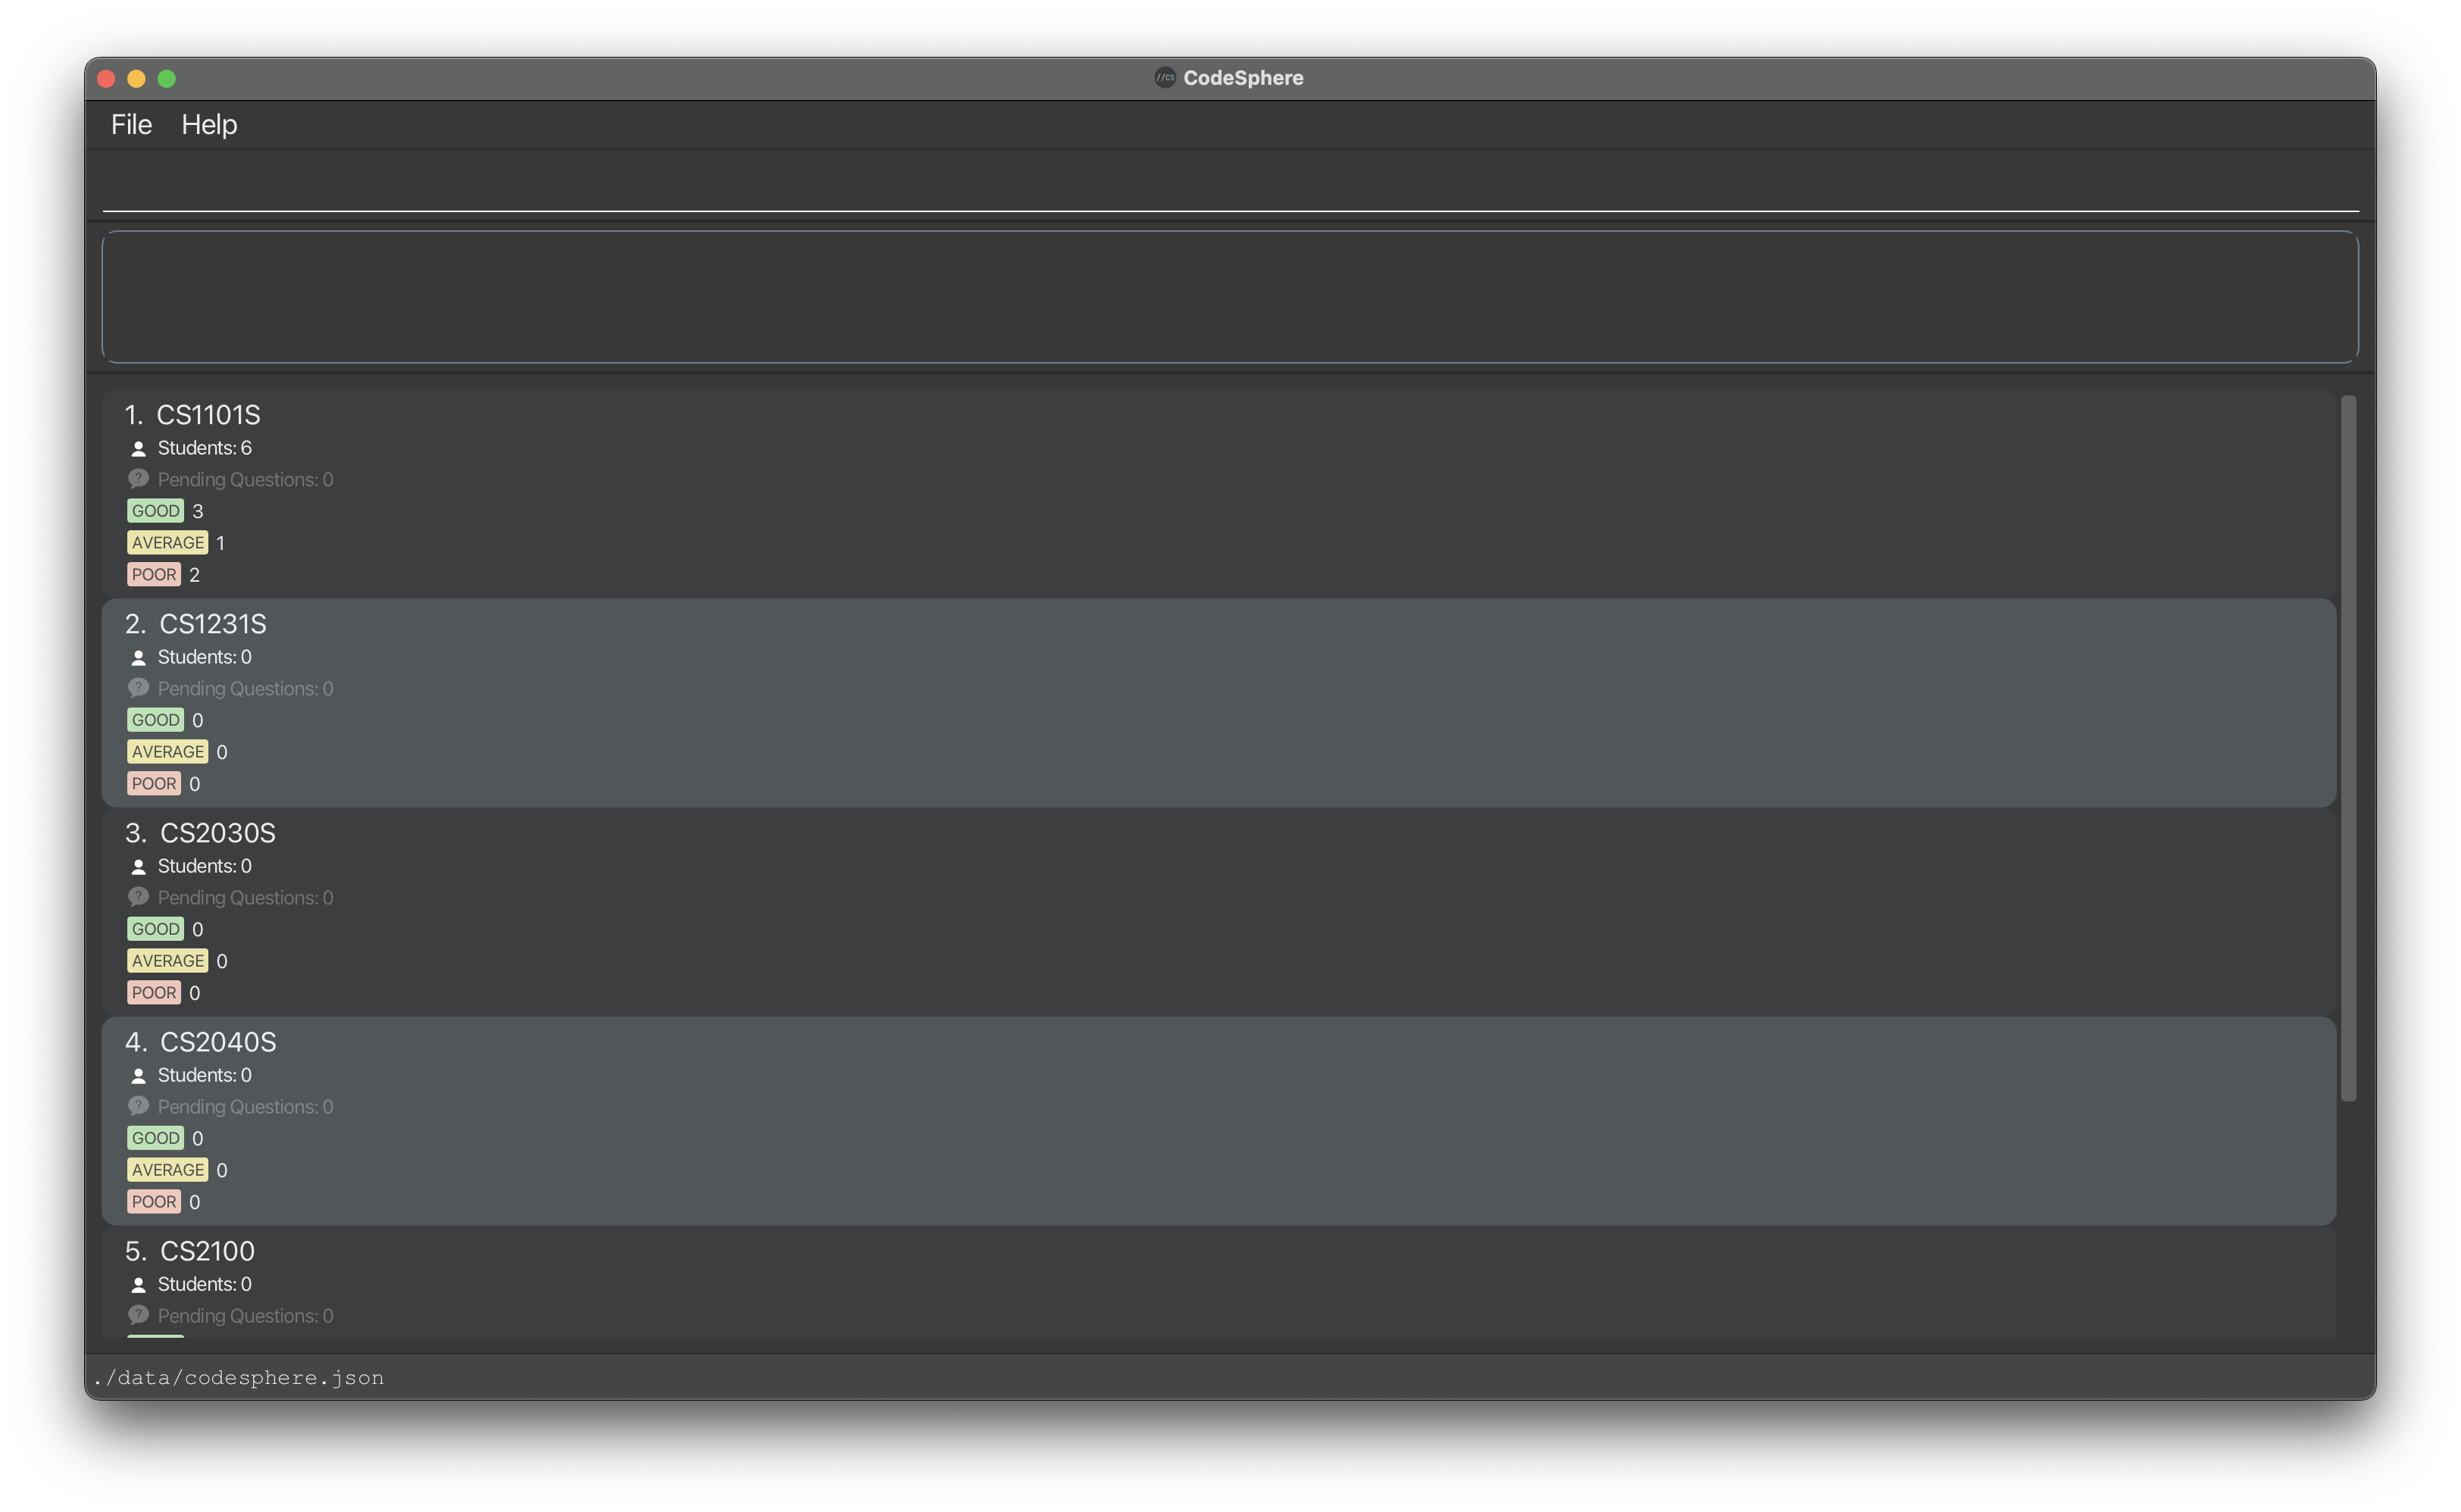 //cs CodeSphere
File Help
1. CS1101S
Students: 6
? Pending Questions: 0
GOOD 3
AVERAGE 1
POOR 2
2. CS1231S
Students: 0
? Pending Questions: 0
GOOD 0
AVERAGE 0
POOR 0
3. CS2030S
Students: 0
? Pending Questions: 0
GOOD 0
AVERAGE 0
POOR 0
4. CS2040S
Students: 0
? Pending Questions: 0
GOOD 0
AVERAGE 0
POOR 0
5. CS2100
Students: 0
? Pending Questions: 0
./data/codesphere.json